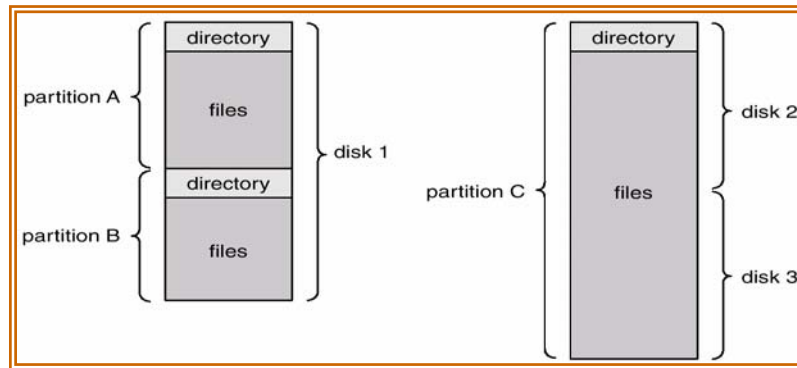 directory
partition A
files
disk 1
directory
partition B
files
directory
disk 2
partition C
files
disk 3